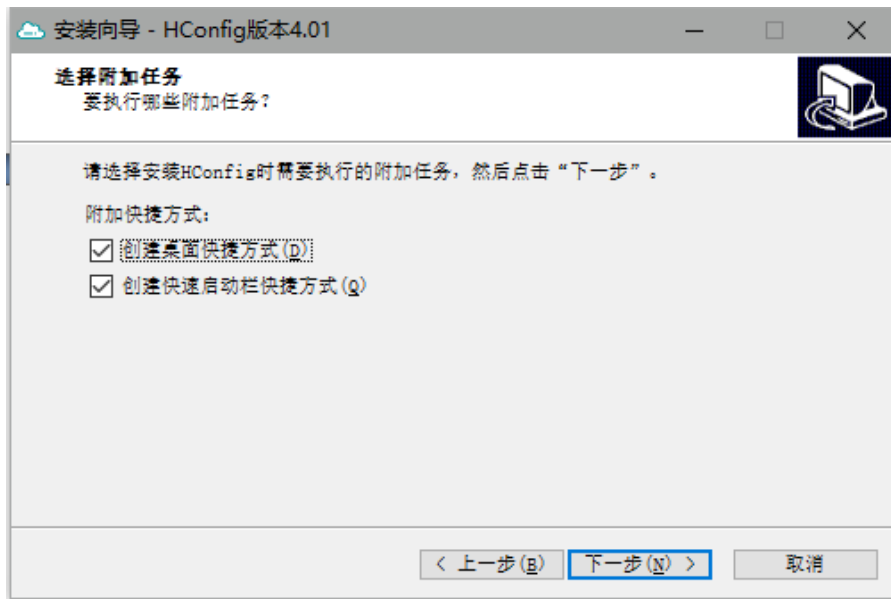 安装向导 - HConfig版本4.01
选择附加任务
要执行哪些附加任务?
请选择安装HConfig时需要执行的附加任务，然后点击“下一步”。
附加快捷方式:
创建桌面快捷方式(D)
创建快速启动栏快捷方式(Q)
< 上一步(B)
下一步(N) >
取消